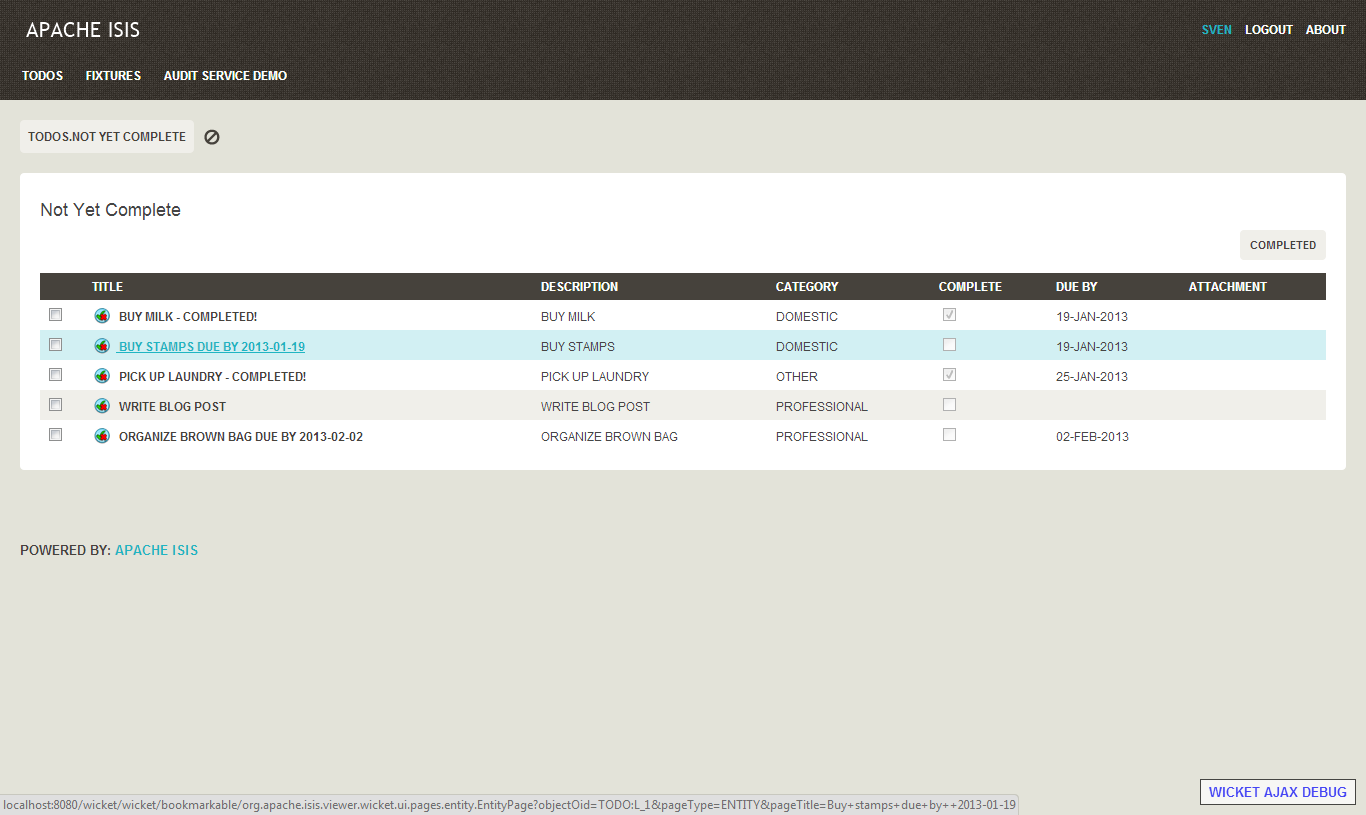 APACHE ISIS
SVEN LOGOUT ABOUT
TODOS FIXTURES AUDIT SERVICE DEMO
TODOS.NOT YET COMPLETE
Not Yet Complete
COMPLETED
TITLE DESCRIPTION CATEGORY COMPLETE DUE BY ATTACHMENT
BUY MILK - COMPLETED! BUY MILK DOMESTIC 19-JAN-2013
BUY STAMPS DUE BY 2013-01-19 BUY STAMPS DOMESTIC 19-JAN-2013
PICK UP LAUNDRY - COMPLETED! PICK UP LAUNDRY OTHER 25-JAN-2013
WRITE BLOG POST WRITE BLOG POST PROFESSIONAL
ORGANIZE BROWN BAG DUE BY 2013-02-02 ORGANIZE BROWN BAG PROFESSIONAL 02-FEB-2013
POWERED BY: APACHE ISIS
WICKET AJAX DEBUG
localhost:8080/wicket/wicket/bookmarkable/org.apache.isis.viewer.wicket.ui.pages.entity.EntityPage?objectOid=TODO:L_1&pageType=ENTITY&pageTitle=Buy+stamps+due+by++2013-01-19